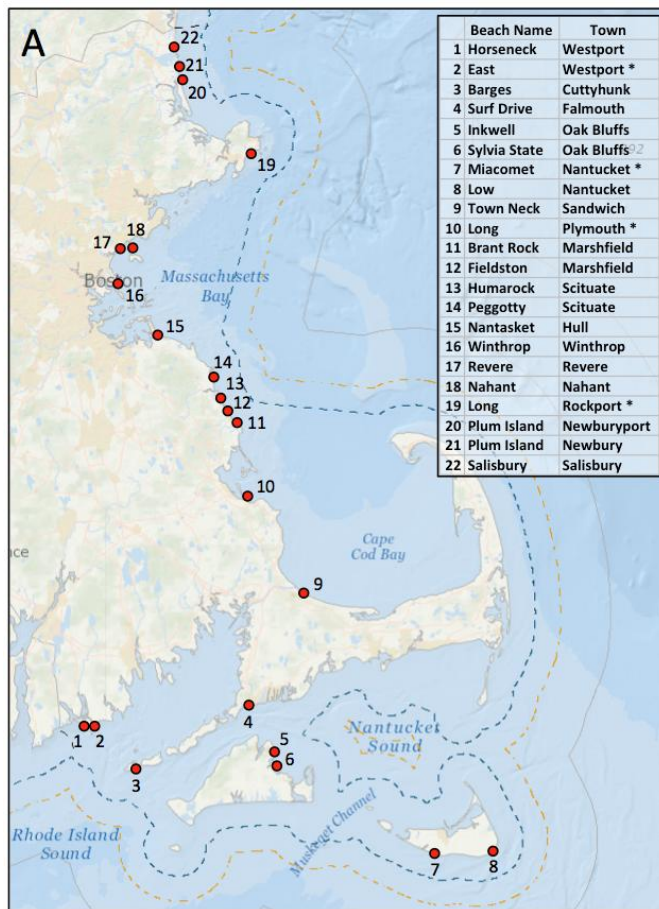 A
Beach Name Town
1 Horseneck Westport
2 East Westport *
3 Barges Cuttyhunk
4 Surf Drive Falmouth
5 Inkwell Oak Bluffs
6 Sylvia State Oak Bluffs
7 Miacomet Nantucket *
8 Low Nantucket
9 Town Neck Sandwich
10 Long Plymouth *
11 Brant Rock Marshfield
12 Fieldston Marshfield
13 Humarock Scituate
14 Peggotty Scituate
15 Nantasket Hull
16 Winthrop Winthrop
17 Revere Revere
18 Nahant Nahant
19 Long Rockport *
20 Plum Island Newburyport
21 Plum Island Newbury
22 Salisbury Salisbury
92
22
21
20
19
18
17
Boston
Massachusetts
Bay
16
15
14
13
12
11
10
Cape
Cod Bay
nce
9
4
Nantucket
Sound
1 2
3
5
6
Muskeget Channel
Rhode Island
Sound
7
8